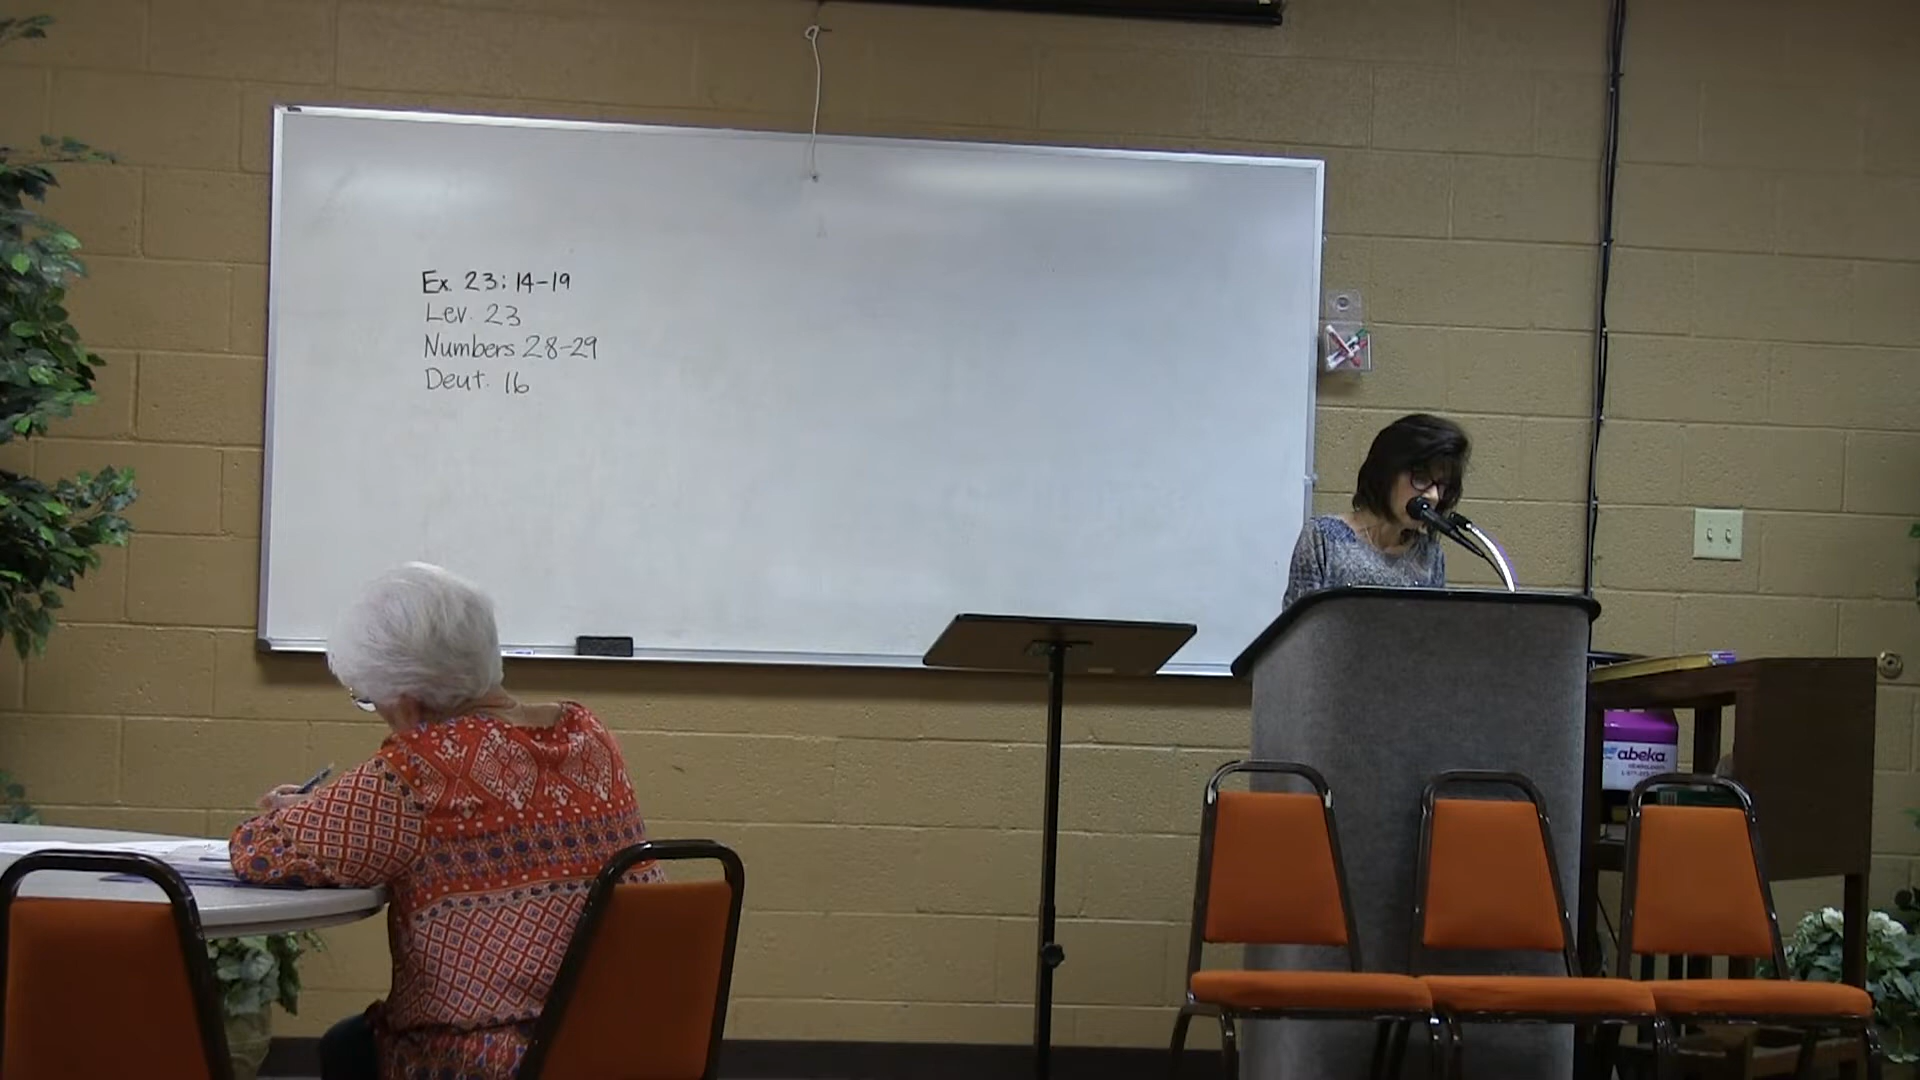 Ex. 23:14-19
Lev. 23
Numbers 28-29
Deut. 16
abeka